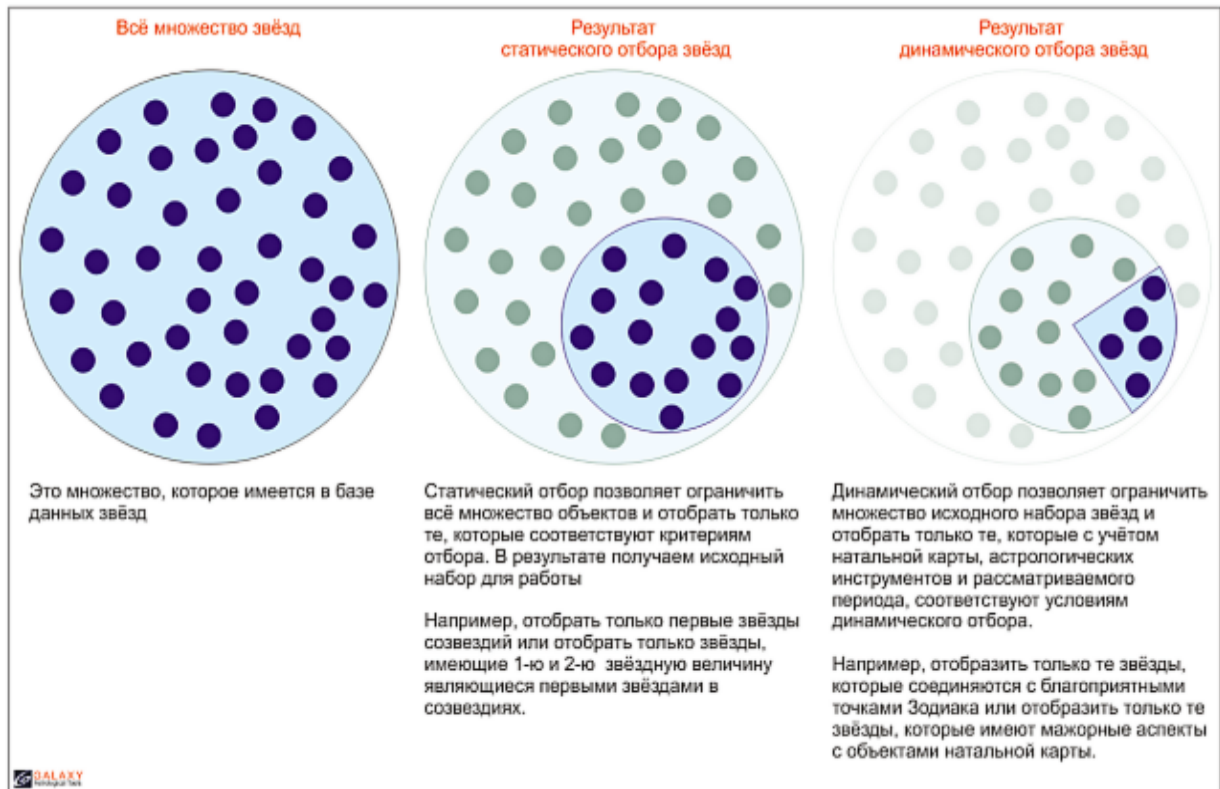 Всё множество звёзд
Результат
статического отбора звёзд
Результат
динамического отбора звёзд
Это множество, которое имеется в базе
данных звёзд
Статический отбор позволяет ограничить
всё множество объектов и отобрать только
те, которые соответствуют критериям
отбора. В результате получаем исходный
набор для работы
Например, отобрать только первые звёзды
созвездий или отобрать только звёзды,
имеющие 1-ю и 2-ю звёздную величину
являющиеся первыми звёздами в
созвездиях.
Динамический отбор позволяет ограничить
множество исходного набора звёзд и
отобрать только те, которые с учётом
натальной карты, астрологических
инструментов и рассматриваемого
периода, соответствуют условиям
динамического отбора.
Например, отобразить только те звёзды,
которые соединяются с благоприятными
точками Зодиака или отобразить только те
звёзды, которые имеют мажорные аспекты
с объектами натальной карты.
GALAXY